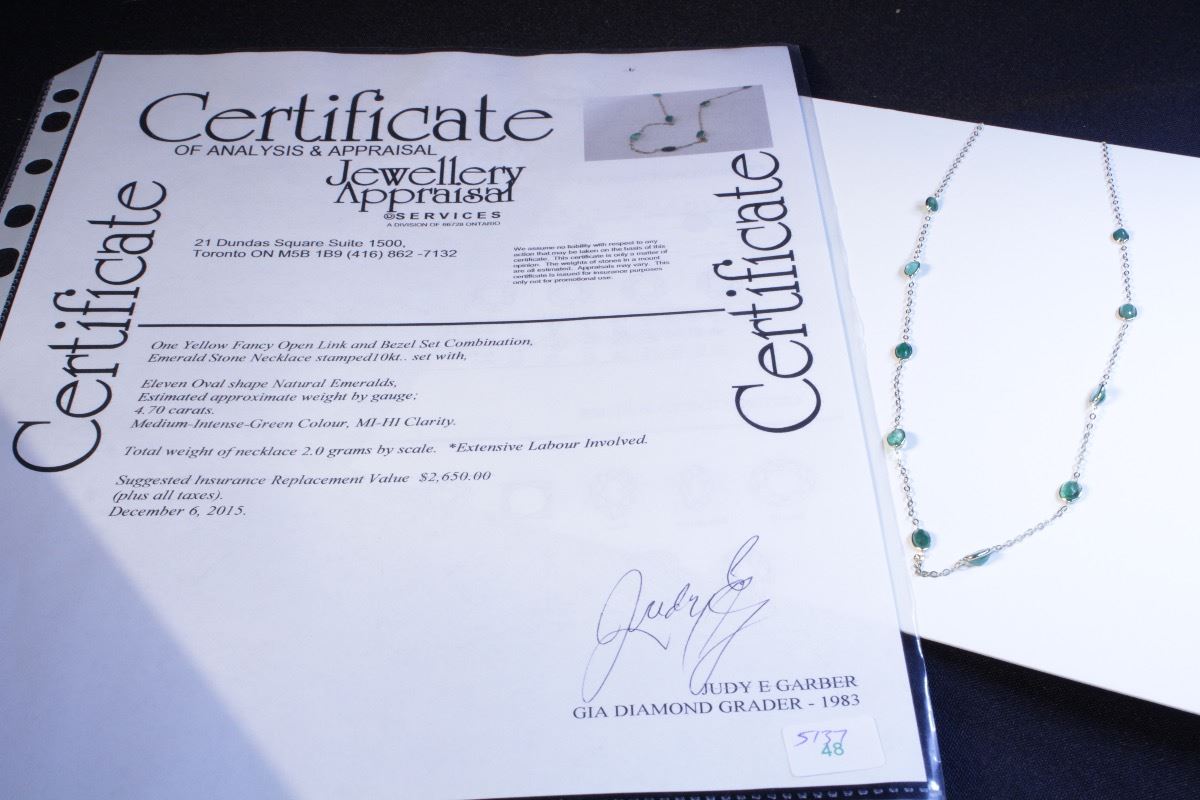 Certificate
OF ANALYSIS & APPRAISAL
Jewellery
Appraisal
©SERVICES
A DIVISION OF 66728 ONTARIO
21 Dundas Square Suite 1500,
Toronto ON M5B 1B9 (416) 862 -7132
We assume no liability with respect to any
action that may be taken on the basis of this
certificate. This certificate is only a matter of
opinion. The weights of stones in a mount
are all estimated. Appraisals may vary. This
certificate is issued for insurance purposes
only not for promotional use.
Certificate
Certificate
One Yellow Fancy Open Link and Bezel Set Combination,
Emerald Stone Necklace stamped10kt.. set with,
Eleven Oval shape Natural Emeralds,
Estimated approximate weight by gauge;
4.70 carats.
Medium-Intense-Green Colour, MI-HI Clarity.
Total weight of necklace 2.0 grams by scale. *Extensive Labour Involved.
Suggested Insurance Replacement Value $2,650.00
(plus all taxes).
December 6, 2015.
Judy E
JUDY E GARBER
GIA DIAMOND GRADER - 1983
5137
48